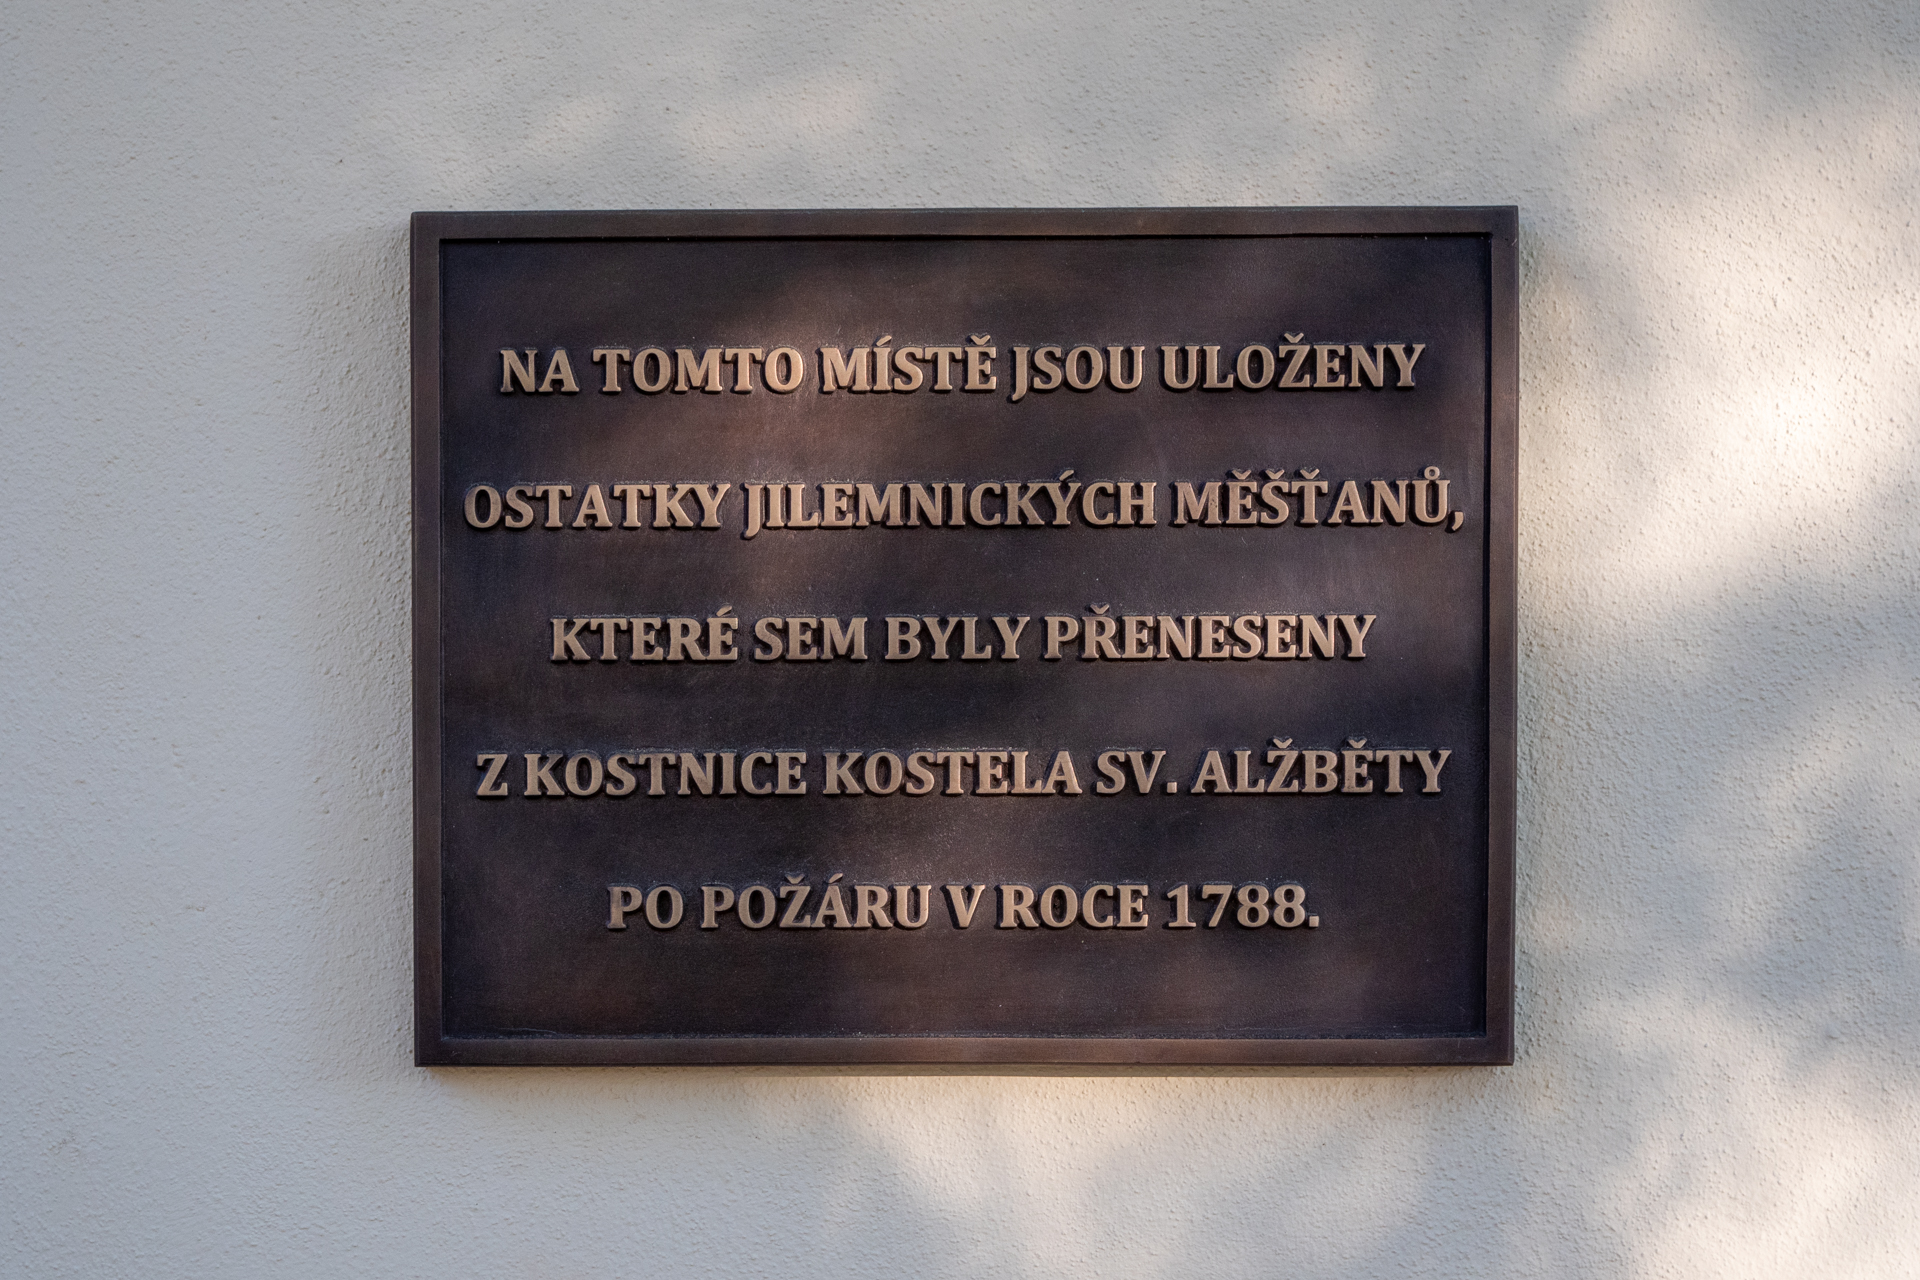 NA TOMTO MÍSTĚ JSOU ULOŽENY
OSTATKY JILEMNICKÝCH MĚŠŤANŮ,
KTERÉ SEM BYLY PŘENESENY
Z KOSTNICE KOSTELA SV. ALŽBĚTY
PO POŽÁRU V ROCE 1788.